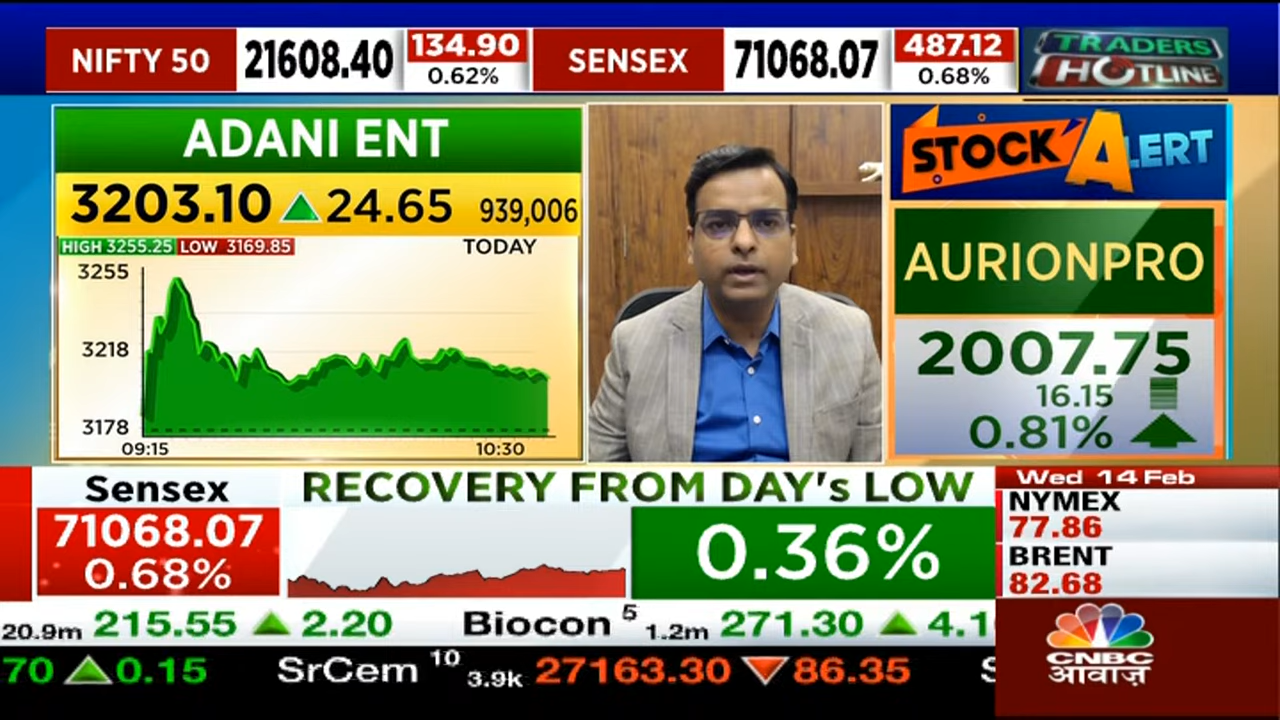 NIFTY 50 21608.40 134.90 0.62% SENSEX 71068.07 487.12 0.68% TRADERS HOTLINE
ADANI ENT
3203.10 24.65 939,006
HIGH 3255.25 LOW 3169.85 TODAY
3255
3218
3178
09:15 10:30
STOCK ALERT
AURIONPRO
2007.75
16.15
0.81%
Sensex
71068.07
0.68%
RECOVERY FROM DAY's LOW
0.36%
Wed 14 Feb
NYMEX
77.86
BRENT
82.68
20.9m 215.55 2.20 Biocon 5 1.2m 271.30 4.1
70 0.15 SrCem 10 3.9k 27163.30 86.35 S
CNBC
आवाज़